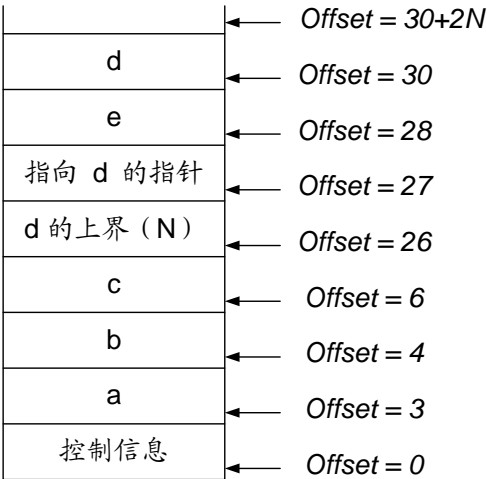 Offset = 30+2N
d
Offset = 30
e
Offset = 28
指向 d 的指针
Offset = 27
d 的上界（N）
Offset = 26
c
Offset = 6
b
Offset = 4
a
Offset = 3
控制信息
Offset = 0